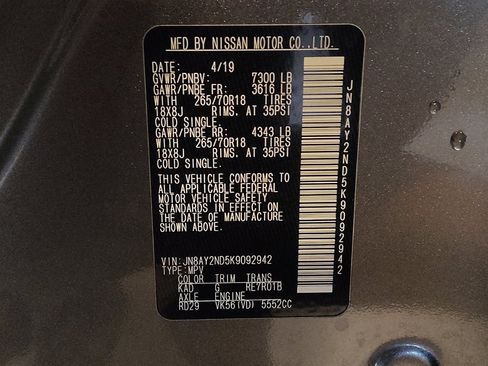 MFD BY NISSAN MOTOR CO.,LTD.
DATE: 4/19
GVWR/PNBV: 7300 LB
GAWR/PNBE FR: 3616 LB
WITH 265/70R18 TIRES
18X8J RIMS. AT 35PSI
COLD SINGLE.
GAWR/PNBE RR: 4343 LB
WITH 265/70R18 TIRES
18X8J RIMS. AT 35PSI
COLD SINGLE.
THIS VEHICLE CONFORMS TO
ALL APPLICABLE FEDERAL
MOTOR VEHICLE SAFETY
STANDARDS IN EFFECT ON
THE DATE OF MANUFACTURE
SHOWN ABOVE.
VIN:JN8AY2ND5K9092942
TYPE:MPV
COLOR TRIM TRANS
KAD G RE7R01B
AXLE ENGINE
RD29 VK56(VD) 5552CC
JN8AY2ND5K9092942